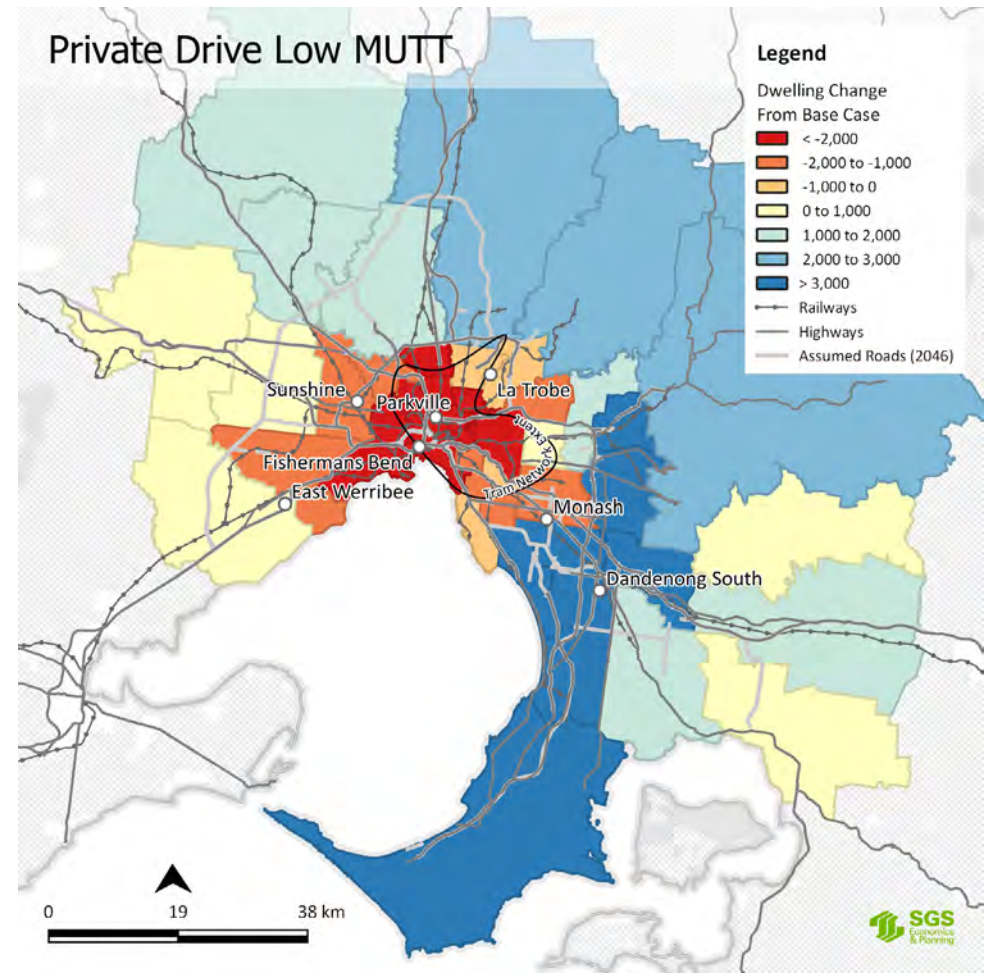 Private Drive Low MUTT
Legend
Dwelling Change
From Base Case
< -2,000
-2,000 to -1,000
-1,000 to 0
0 to 1,000
1,000 to 2,000
2,000 to 3,000
> 3,000
Railways
Highways
Assumed Roads (2046)
Sunshine
Parkville
La Trobe
Fishermans Bend
East Werribee
Tram Network Extent
Monash
Dandenong South
0 19 38 km
SGS
Economics
& Planning